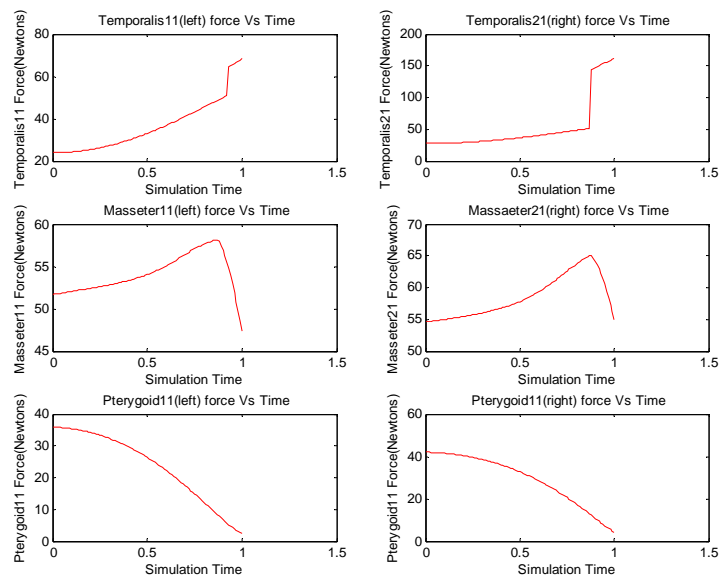 Temporalis11(left) force Vs Time
80
60
40
20
0
0.5
1
1.5
Temporalis11 Force(Newtons)
Simulation Time
Temporalis21(right) force Vs Time
200
150
100
50
0
0
0.5
1
1.5
Temporalis21 Force(Newtons)
Simulation Time
Masseter11(left) force Vs Time
60
55
50
45
0
0.5
1
1.5
Masseter11 Force(Newtons)
Simulation Time
Massaeter21(right) force Vs Time
70
65
60
55
50
0
0.5
1
1.5
Masseter21 Force(Newtons)
Simulation Time
Pterygoid11(left) force Vs Time
40
30
20
10
0
0
0.5
1
1.5
Pterygoid11 Force(Newtons)
Simulation Time
Pterygoid11(right) force Vs Time
60
40
20
0
0
0.5
1
1.5
Pterygoid11 Force(Newtons)
Simulation Time